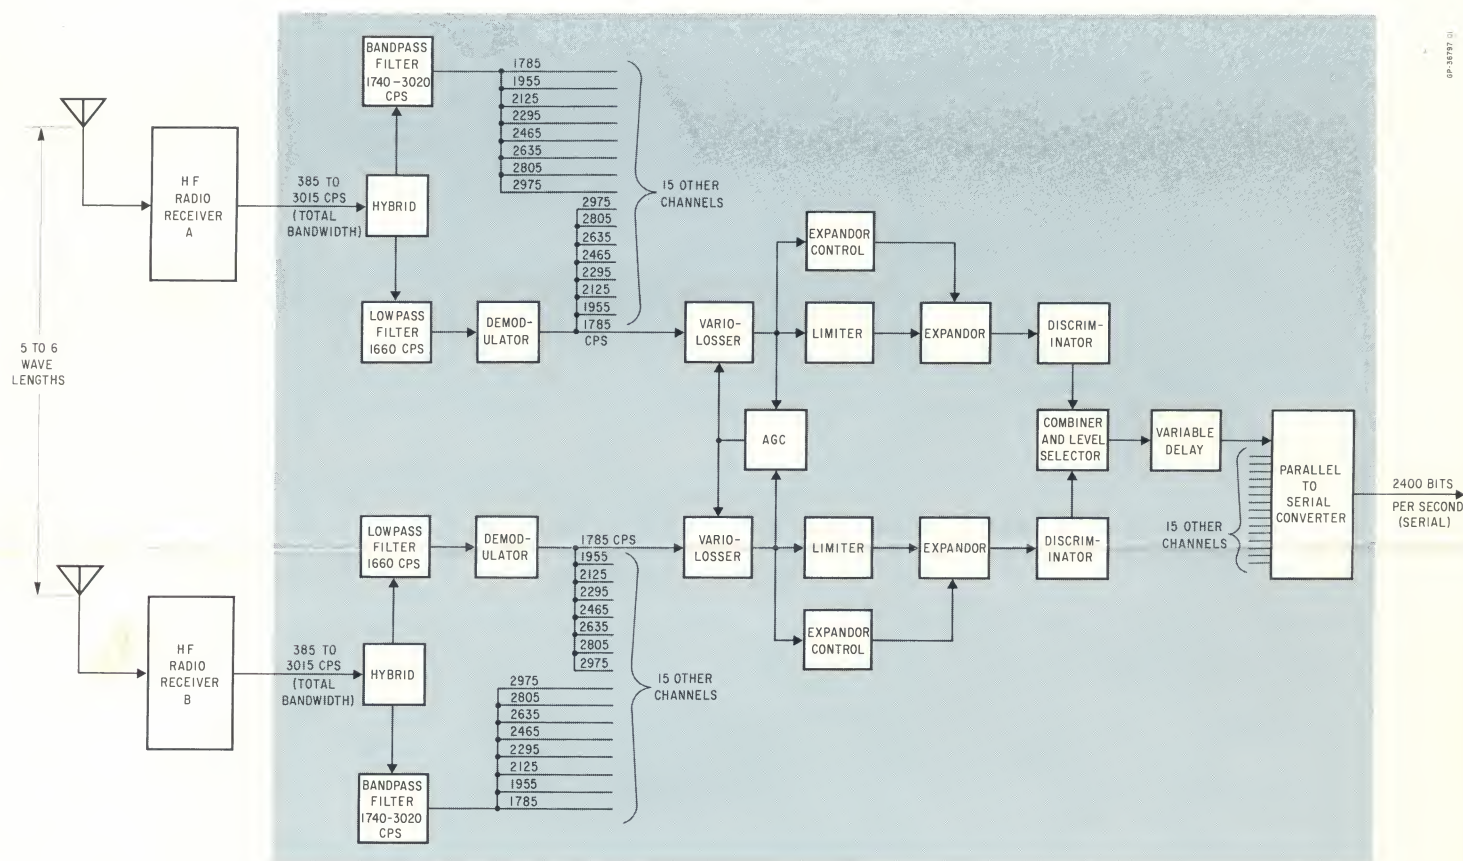 GP-36797 01
BANDPASS
FILTER
1740-3020
CPS
1785
1955
2125
2295
2465
2635
2805
2975
15 OTHER
CHANNELS
HF
RADIO
RECEIVER
A
385 TO
3015 CPS
(TOTAL
BANDWIDTH)
HYBRID
2975
2805
2635
2465
2295
2125
1955
1785
CPS
LOWPASS
FILTER
1660 CPS
DEMOD-
ULATOR
VARIO-
LOSSER
EXPANDOR
CONTROL
LIMITER
EXPANDOR
DISCRIM-
INATOR
5 TO 6
WAVE
LENGTHS
AGC
COMBINER
AND LEVEL
SELECTOR
VARIABLE
DELAY
PARALLEL
TO
SERIAL
CONVERTER
2400 BITS
PER SECOND
(SERIAL)
15 OTHER
CHANNELS
LOWPASS
FILTER
1660 CPS
DEMOD-
ULATOR
1785 CPS
1955
2125
2295
2465
2635
2805
2975
VARIO-
LOSSER
LIMITER
EXPANDOR
DISCRIM-
INATOR
EXPANDOR
CONTROL
HF
RADIO
RECEIVER
B
385 TO
3015 CPS
(TOTAL
BANDWIDTH)
HYBRID
15 OTHER
CHANNELS
2975
2805
2635
2465
2295
2125
1955
1785
BANDPASS
FILTER
1740-3020
CPS